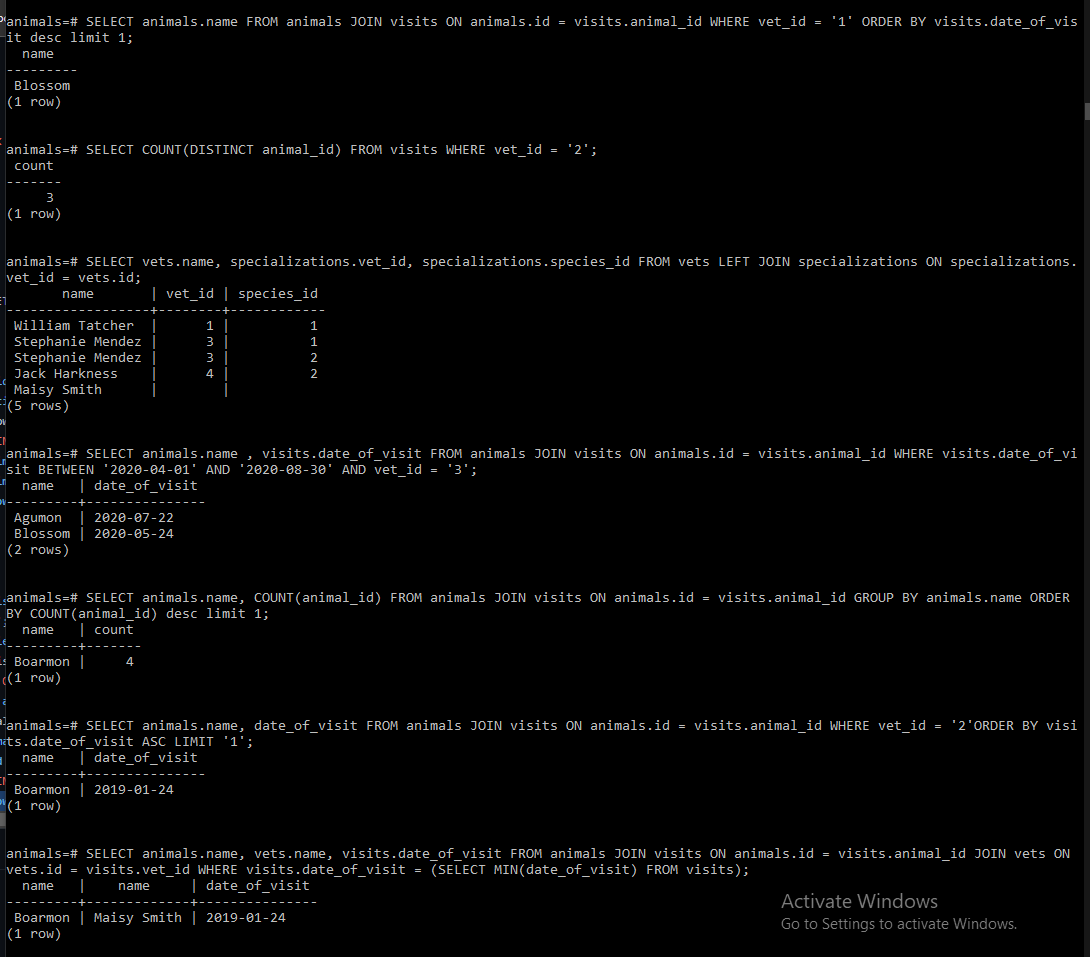 animals=# SELECT animals.name FROM animals JOIN visits ON animals.id = visits.animal_id WHERE vet_id = '1' ORDER BY visits.date_of_vis
it desc limit 1;
  name
---------
 Blossom
(1 row)
animals=# SELECT COUNT(DISTINCT animal_id) FROM visits WHERE vet_id = '2';
 count
-------
     3
(1 row)
animals=# SELECT vets.name, specializations.vet_id, specializations.species_id FROM vets LEFT JOIN specializations ON specializations.
vet_id = vets.id;
       name       | vet_id | species_id
------------------+--------+------------
 William Tatcher  |      1 |          1
 Stephanie Mendez |      3 |          1
 Stephanie Mendez |      3 |          2
 Jack Harkness    |      4 |          2
 Maisy Smith      |        |
(5 rows)
animals=# SELECT animals.name , visits.date_of_visit FROM animals JOIN visits ON animals.id = visits.animal_id WHERE visits.date_of_vi
sit BETWEEN '2020-04-01' AND '2020-08-30' AND vet_id = '3';
  name   | date_of_visit
---------+---------------
 Agumon  | 2020-07-22
 Blossom | 2020-05-24
(2 rows)
animals=# SELECT animals.name, COUNT(animal_id) FROM animals JOIN visits ON animals.id = visits.animal_id GROUP BY animals.name ORDER
BY COUNT(animal_id) desc limit 1;
  name   | count
---------+-------
 Boarmon |     4
(1 row)
animals=# SELECT animals.name, date_of_visit FROM animals JOIN visits ON animals.id = visits.animal_id WHERE vet_id = '2'ORDER BY visi
ts.date_of_visit ASC LIMIT '1';
  name   | date_of_visit
---------+---------------
 Boarmon | 2019-01-24
(1 row)
animals=# SELECT animals.name, vets.name, visits.date_of_visit FROM animals JOIN visits ON animals.id = visits.animal_id JOIN vets ON
vets.id = visits.vet_id WHERE visits.date_of_visit = (SELECT MIN(date_of_visit) FROM visits);
  name   |    name     | date_of_visit
---------+-------------+---------------
 Boarmon | Maisy Smith | 2019-01-24
(1 row)
Activate Windows
Go to Settings to activate Windows.